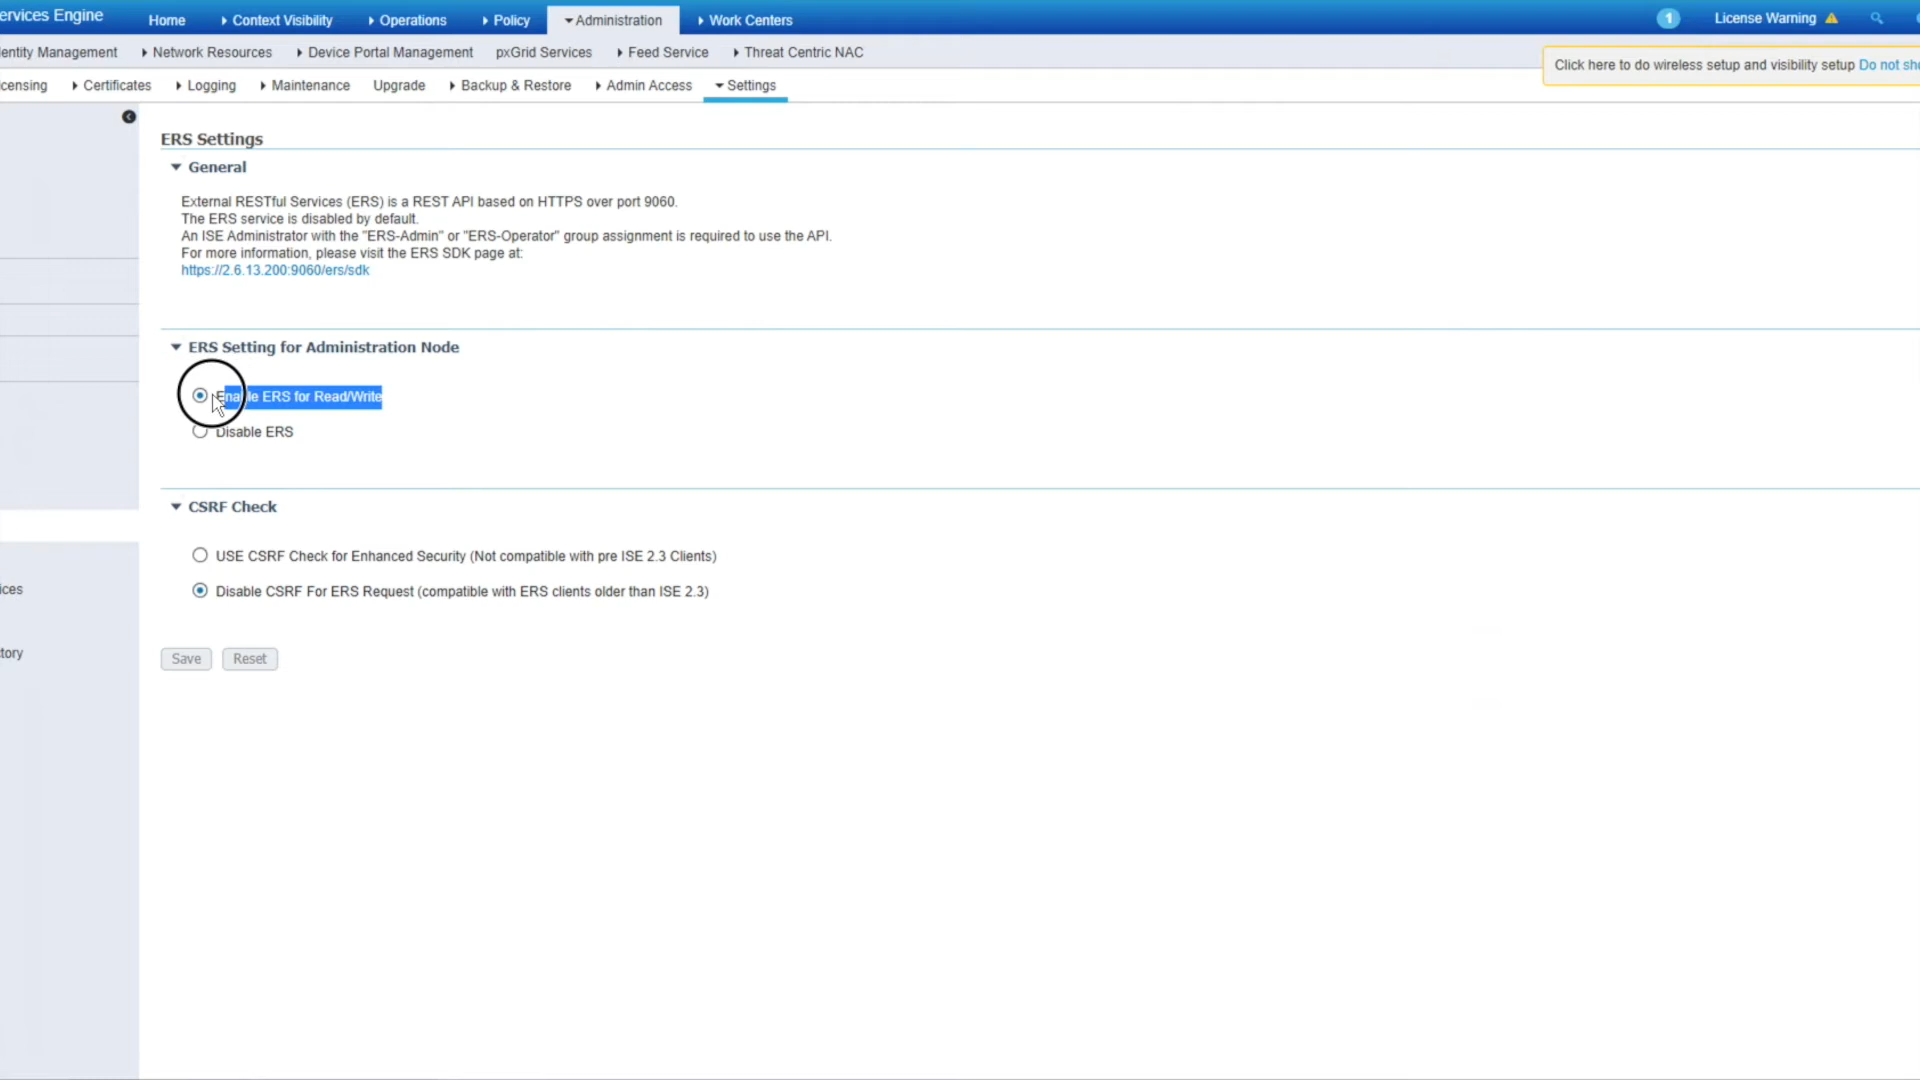 ervices Engine Home Context Visibility Operations Policy Administration Work Centers 1 License Warning
entity Management Network Resources Device Portal Management pxGrid Services Feed Service Threat Centric NAC
Click here to do wireless setup and visibility setup Do not sho
icensing Certificates Logging Maintenance Upgrade Backup & Restore Admin Access Settings
ERS Settings
General
External RESTful Services (ERS) is a REST API based on HTTPS over port 9060.
The ERS service is disabled by default.
An ISE Administrator with the "ERS-Admin" or "ERS-Operator" group assignment is required to use the API.
For more information, please visit the ERS SDK page at:
https://2.6.13.200:9060/ers/sdk
ERS Setting for Administration Node
Enable ERS for Read/Write
Disable ERS
CSRF Check
USE CSRF Check for Enhanced Security (Not compatible with pre ISE 2.3 Clients)
Disable CSRF For ERS Request (compatible with ERS clients older than ISE 2.3)
ices
tory
Save Reset